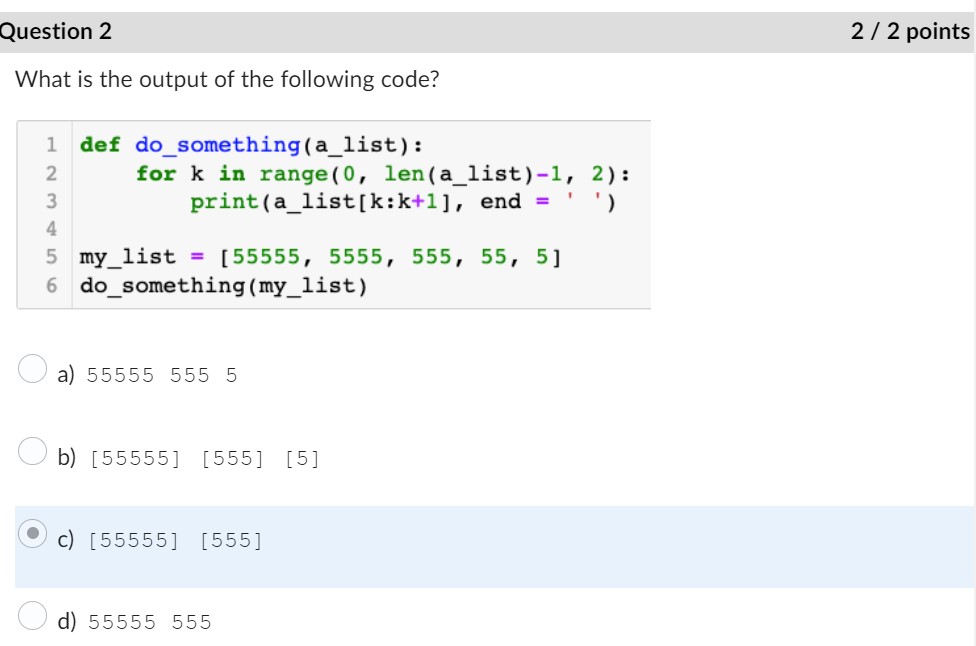 Question 2 2 / 2 points
What is the output of the following code?
1 def do_something(a_list):
2     for k in range(0, len(a_list)-1, 2):
3         print(a_list[k:k+1], end = ' ')
4
5 my_list = [55555, 5555, 555, 55, 5]
6 do_something(my_list)
a) 55555 555 5
b) [55555] [555] [5]
c) [55555] [555]
d) 55555 555